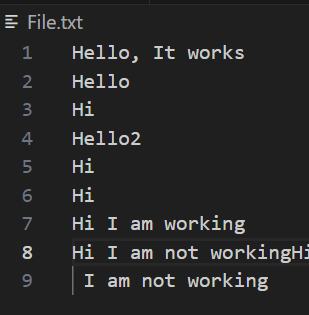 File.txt
1 Hello, It works
2 Hello
3 Hi
4 Hello2
5 Hi
6 Hi
7 Hi I am working
8 Hi I am not workingHi
9 I am not working